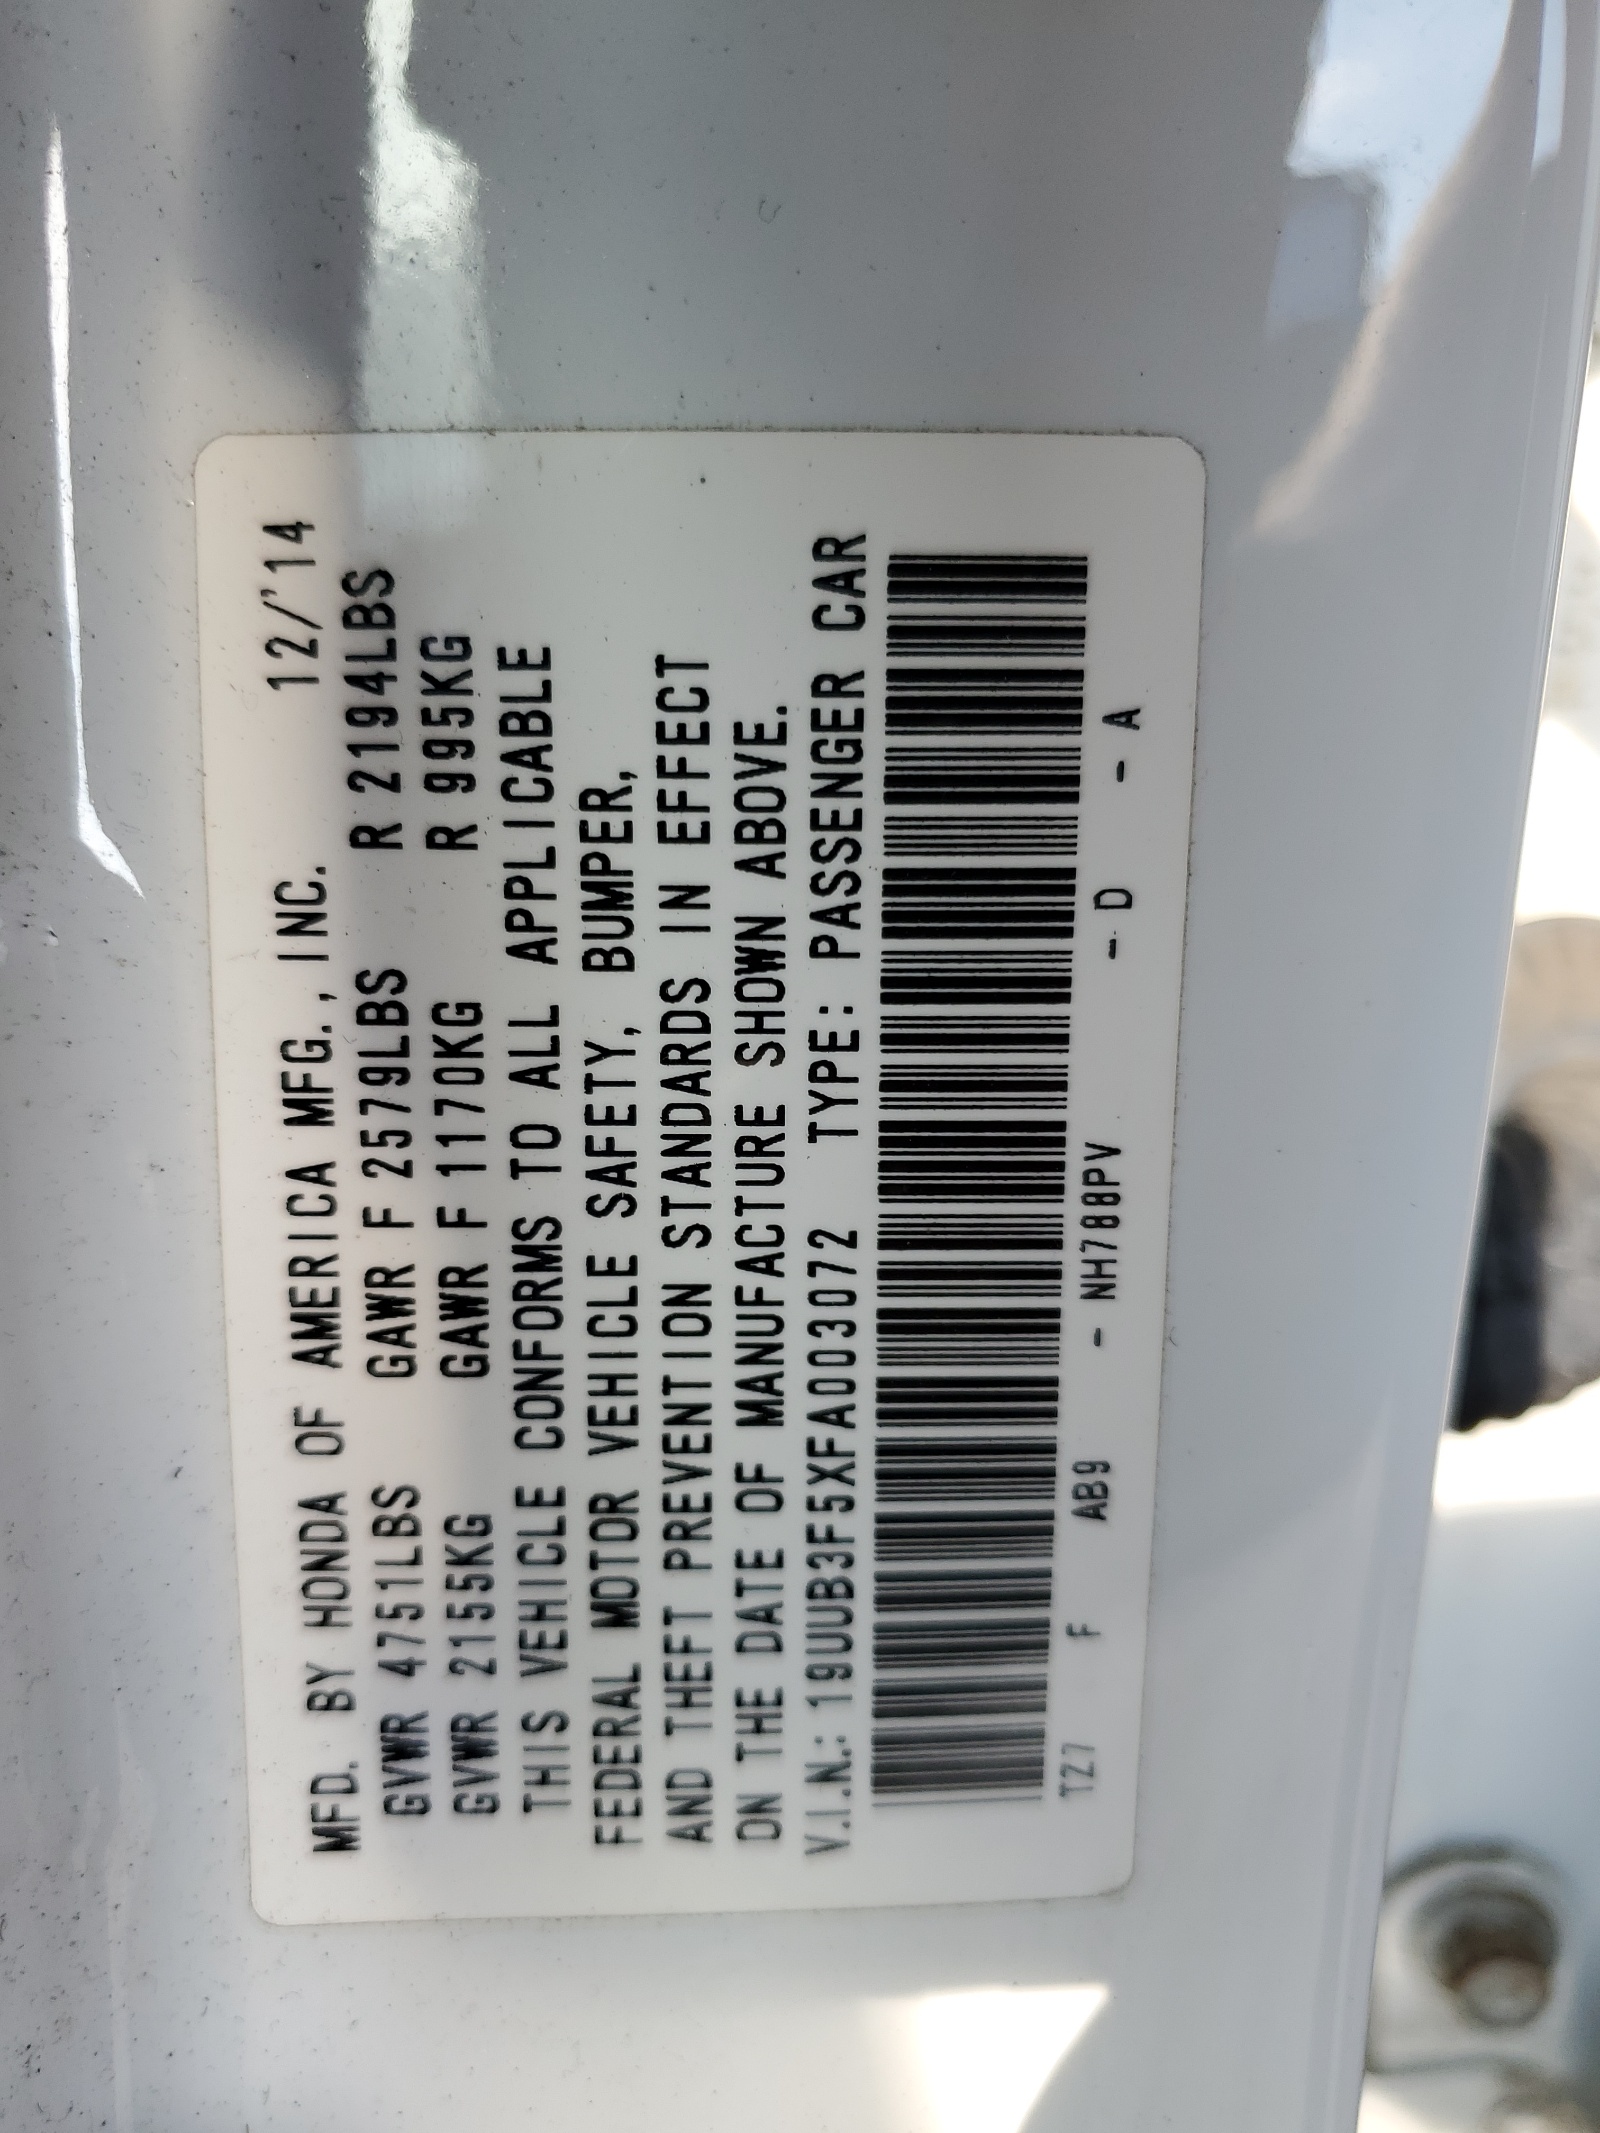 MFD. BY HONDA OF AMERICA MFG., INC. 12/'14
GVWR 4751LBS GAWR F 2579LBS R 2194LBS
GVWR 2155KG GAWR F 1170KG R 995KG
THIS VEHICLE CONFORMS TO ALL APPLICABLE
FEDERAL MOTOR VEHICLE SAFETY, BUMPER,
AND THEFT PREVENTION STANDARDS IN EFFECT
ON THE DATE OF MANUFACTURE SHOWN ABOVE.
V.I.N.: 19UUB3F5XFA003072 TYPE: PASSENGER CAR
TZ7 F AB9 - NH788PV - D - A